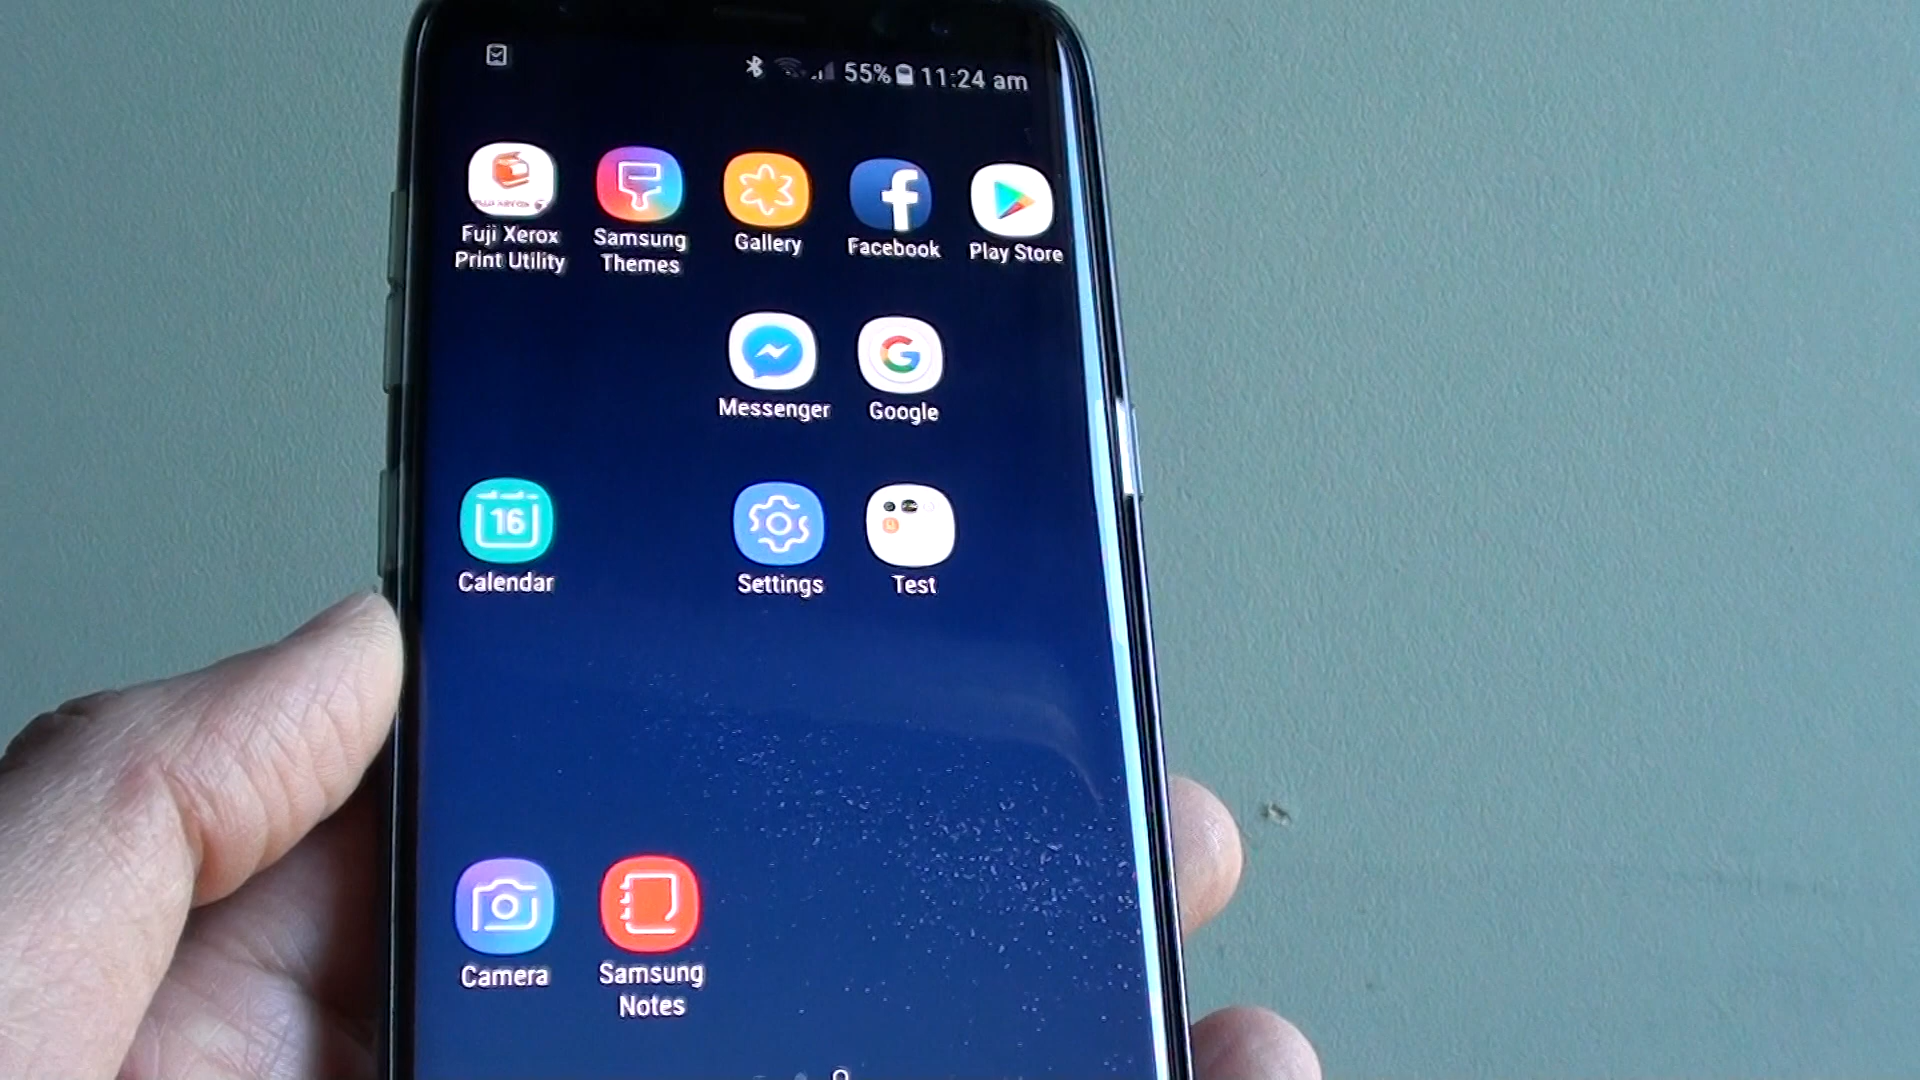 55% 11:24 am
Fuji Xerox
Print Utility
Samsung
Themes
Gallery
Facebook
Play Store
Messenger
Google
16
Calendar
Settings
Test
Camera
Samsung
Notes